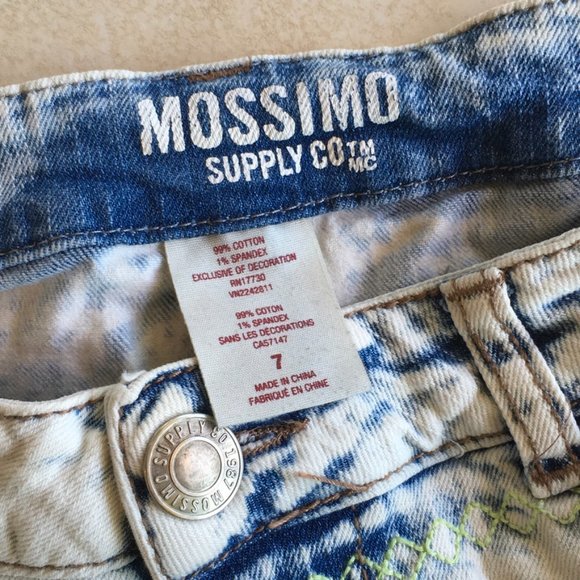 MOSSIMO
SUPPLY CO TM
MC
99% COTTON
1% SPANDEX
EXCLUSIVE OF DECORATION
RN17730
VN2242811
99% COTON
1% SPANDEX
SANS LES DÉCORATIONS
CA57147
7
MADE IN CHINA
FABRIQUÉ EN CHINE
MOSSIMO SUPPLY CO 1987